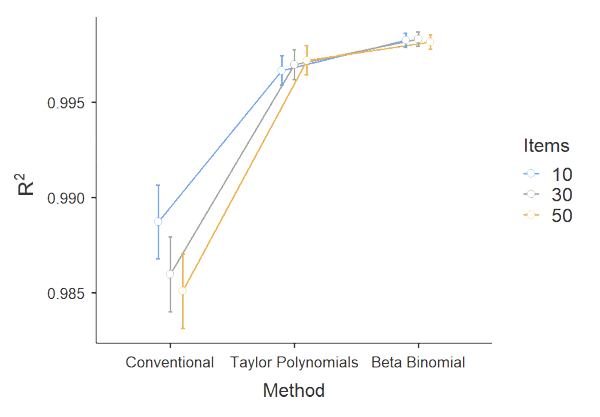 R²
0.995
0.990
0.985
Conventional Taylor Polynomials Beta Binomial
Method
Items
10
30
50